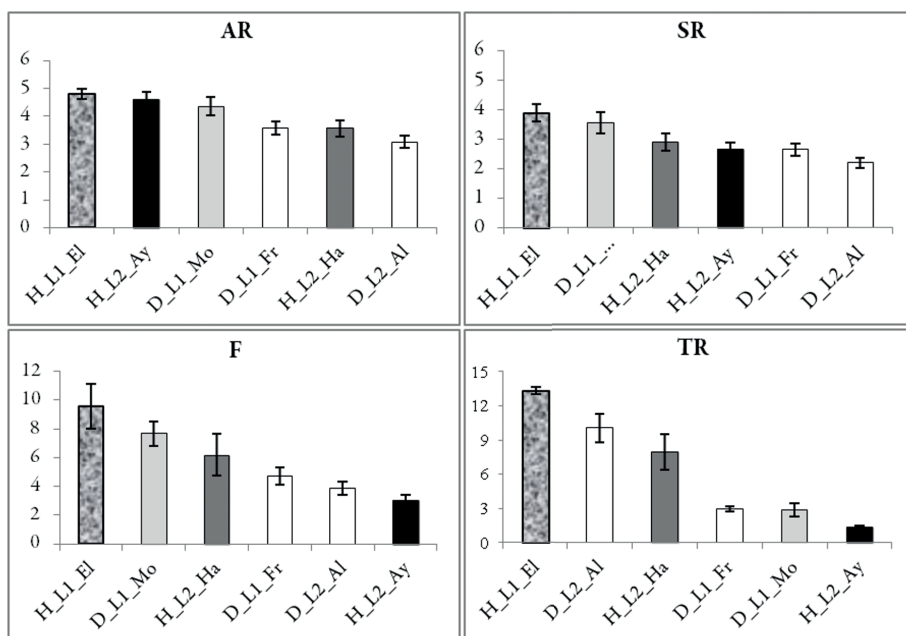 AR
6
5
4
3
2
1
0
H_L1_El
H_L2_Ay
D_L1_Mo
D_L1_Fr
H_L2_Ha
D_L2_Al
SR
6
5
4
3
2
1
0
H_L1_El
D_L1_...
H_L2_Ha
H_L2_Ay
D_L1_Fr
D_L2_Al
F
12
10
8
6
4
2
0
H_L1_El
D_L1_Mo
H_L2_Ha
D_L1_Fr
D_L2_Al
H_L2_Ay
TR
15
12
9
6
3
0
H_L1_El
D_L2_Al
H_L2_Ha
D_L1_Fr
D_L1_Mo
H_L2_Ay